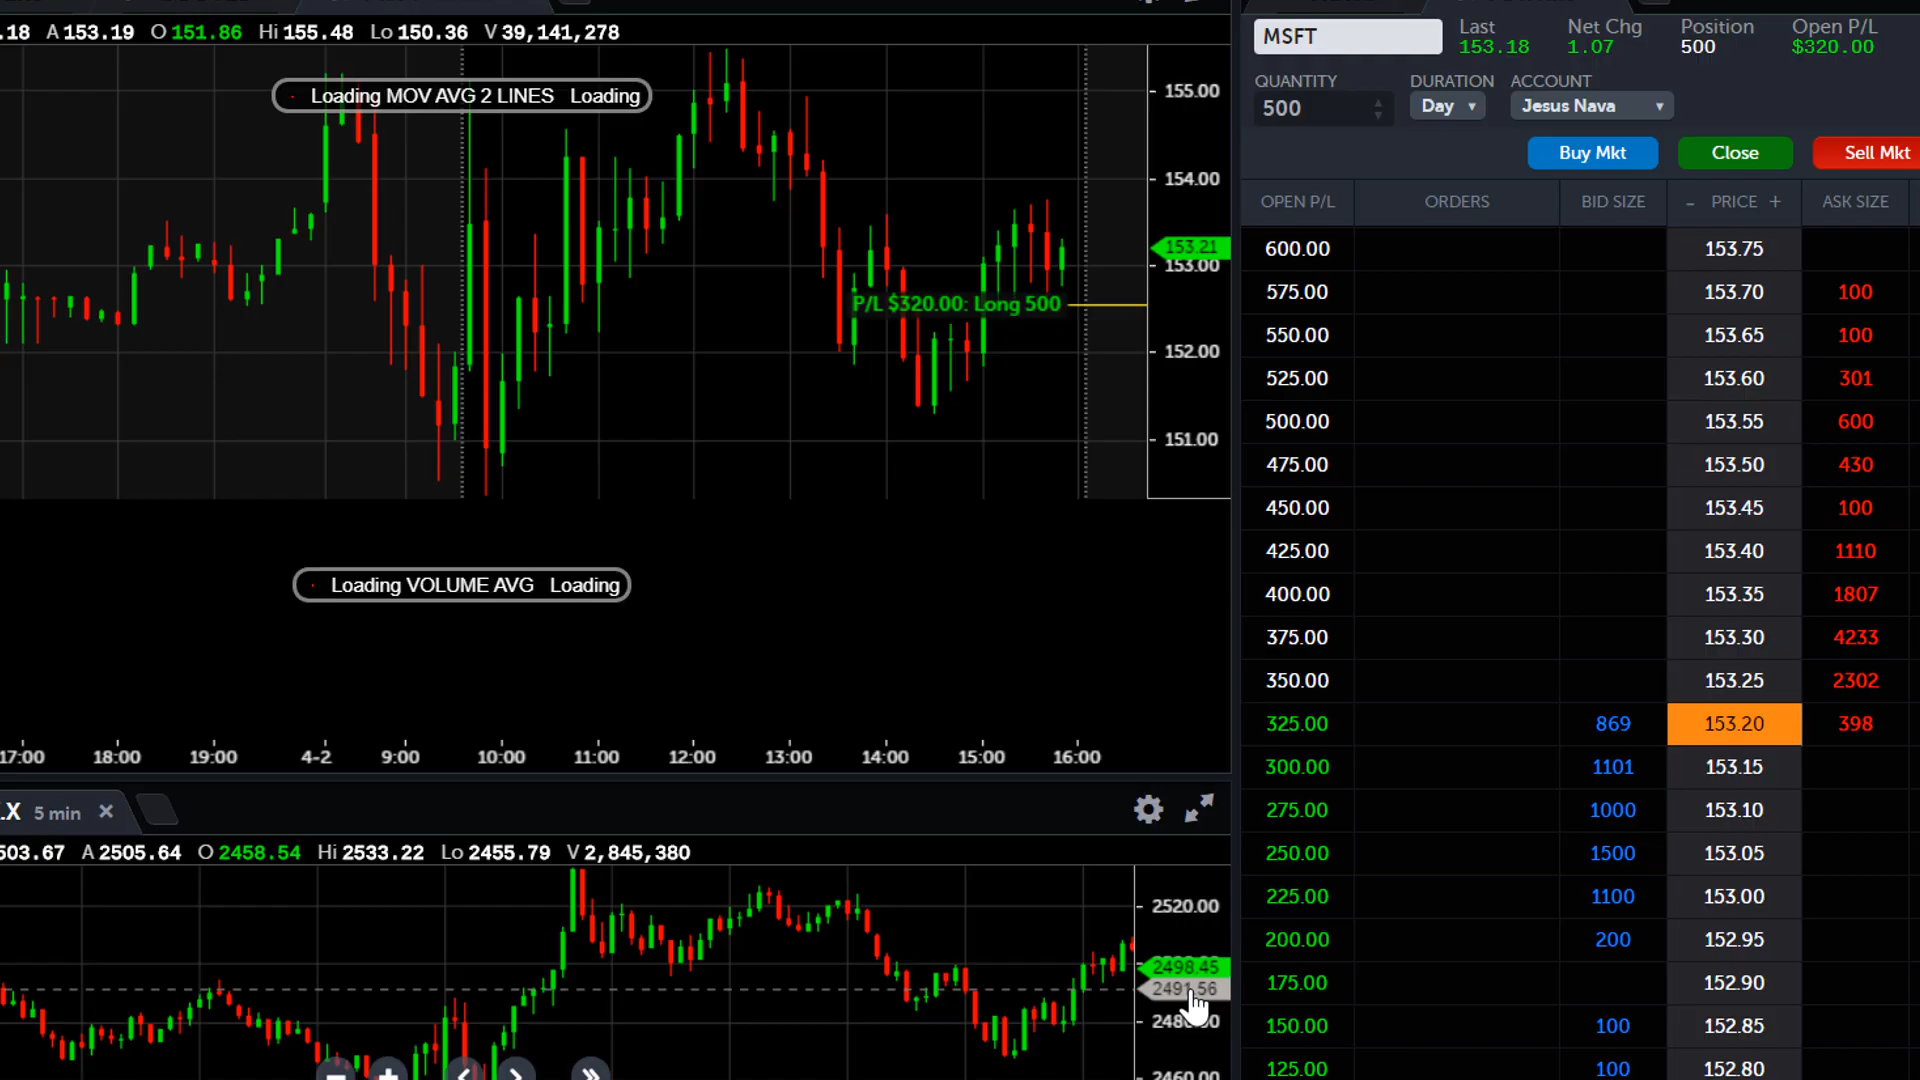 .18 A 153.19 O 151.86 Hi 155.48 Lo 150.36 V 39,141,278
Loading MOV AVG 2 LINES Loading
155.00
154.00
153.21
153.00
P/L $320.00: Long 500
152.00
151.00
Loading VOLUME AVG Loading
17:00 18:00 19:00 4-2 9:00 10:00 11:00 12:00 13:00 14:00 15:00 16:00
.X 5 min
503.67 A 2505.64 O 2458.54 Hi 2533.22 Lo 2455.79 V 2,845,380
2520.00
2498.45
2491.56
2460.00
MSFT
Last Net Chg Position Open P/L
153.18 1.07 500 $320.00
QUANTITY DURATION ACCOUNT
500 Day Jesus Nava
Buy Mkt Close Sell Mkt
OPEN P/L ORDERS BID SIZE - PRICE + ASK SIZE
600.00 153.75
575.00 153.70 100
550.00 153.65 100
525.00 153.60 301
500.00 153.55 600
475.00 153.50 430
450.00 153.45 100
425.00 153.40 1110
400.00 153.35 1807
375.00 153.30 4233
350.00 153.25 2302
325.00 869 153.20 398
300.00 1101 153.15
275.00 1000 153.10
250.00 1500 153.05
225.00 1100 153.00
200.00 200 152.95
175.00 152.90
150.00 100 152.85
125.00 100 152.80